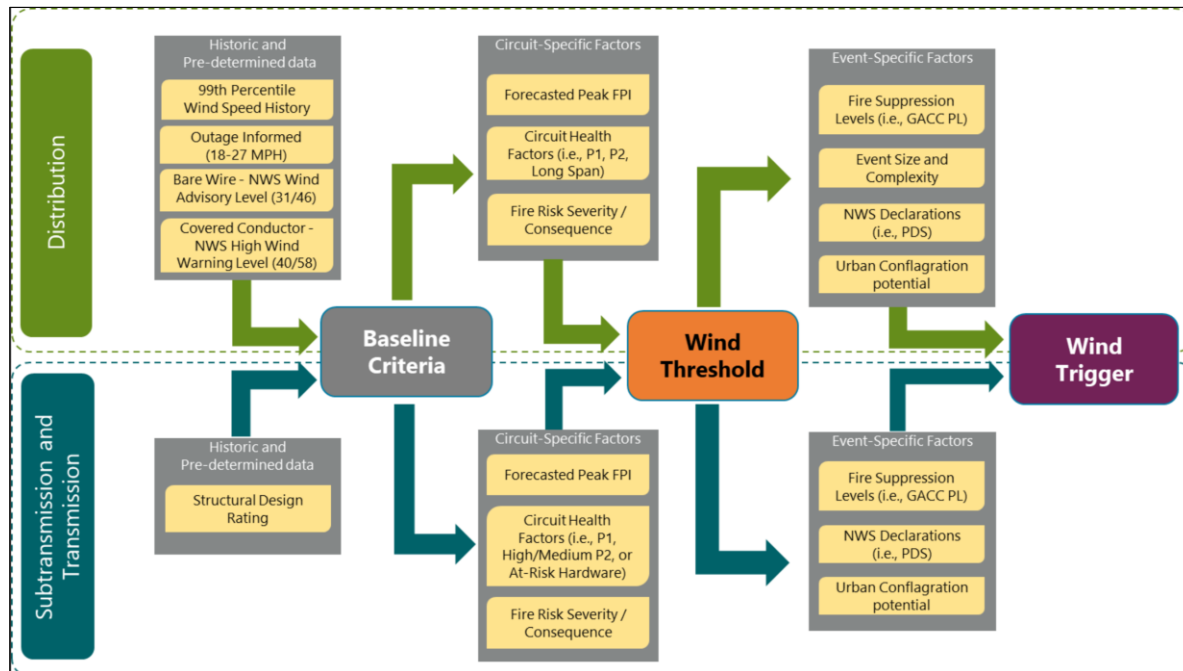 Distribution
Historic and
Pre-determined data
99th Percentile
Wind Speed History
Outage Informed
(18-27 MPH)
Bare Wire - NWS Wind
Advisory Level (31/46)
Covered Conductor -
NWS High Wind
Warning Level (40/58)
Circuit-Specific Factors
Forecasted Peak FPI
Circuit Health
Factors (i.e., P1, P2,
Long Span)
Fire Risk Severity /
Consequence
Event-Specific Factors
Fire Suppression
Levels (i.e., GACC PL)
Event Size and
Complexity
NWS Declarations
(i.e., PDS)
Urban Conflagration
potential
Baseline
Criteria
Wind
Threshold
Wind
Trigger
Subtransmission and
Transmission
Historic and
Pre-determined data
Structural Design
Rating
Circuit-Specific Factors
Forecasted Peak FPI
Circuit Health
Factors (i.e., P1,
High/Medium P2, or
At-Risk Hardware)
Fire Risk Severity /
Consequence
Event-Specific Factors
Fire Suppression
Levels (i.e., GACC PL)
NWS Declarations
(i.e., PDS)
Urban Conflagration
potential